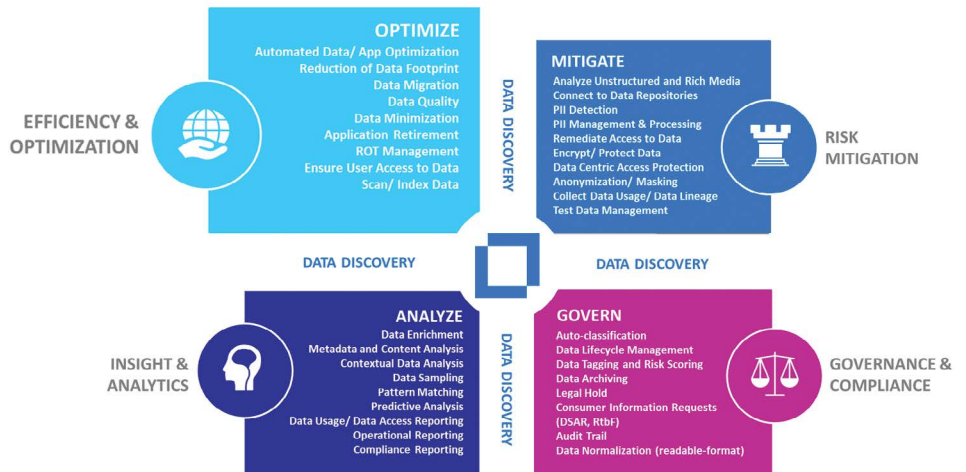 OPTIMIZE
Automated Data/ App Optimization
Reduction of Data Footprint
Data Migration
Data Quality
Data Minimization
Application Retirement
ROT Management
Ensure User Access to Data
Scan/ Index Data
EFFICIENCY &
OPTIMIZATION
DATA DISCOVERY
MITIGATE
Analyze Unstructured and Rich Media
Connect to Data Repositories
PII Detection
PII Management & Processing
Remediate Access to Data
Encrypt/ Protect Data
Data Centric Access Protection
Anonymization/ Masking
Collect Data Usage/ Data Lineage
Test Data Management
RISK
MITIGATION
DATA DISCOVERY
DATA DISCOVERY
ANALYZE
Data Enrichment
Metadata and Content Analysis
Contextual Data Analysis
Data Sampling
Pattern Matching
Predictive Analysis
Data Usage/ Data Access Reporting
Operational Reporting
Compliance Reporting
INSIGHT &
ANALYTICS
DATA DISCOVERY
GOVERN
Auto-classification
Data Lifecycle Management
Data Tagging and Risk Scoring
Data Archiving
Legal Hold
Consumer Information Requests
(DSAR, RtbF)
Audit Trail
Data Normalization (readable-format)
GOVERNANCE &
COMPLIANCE